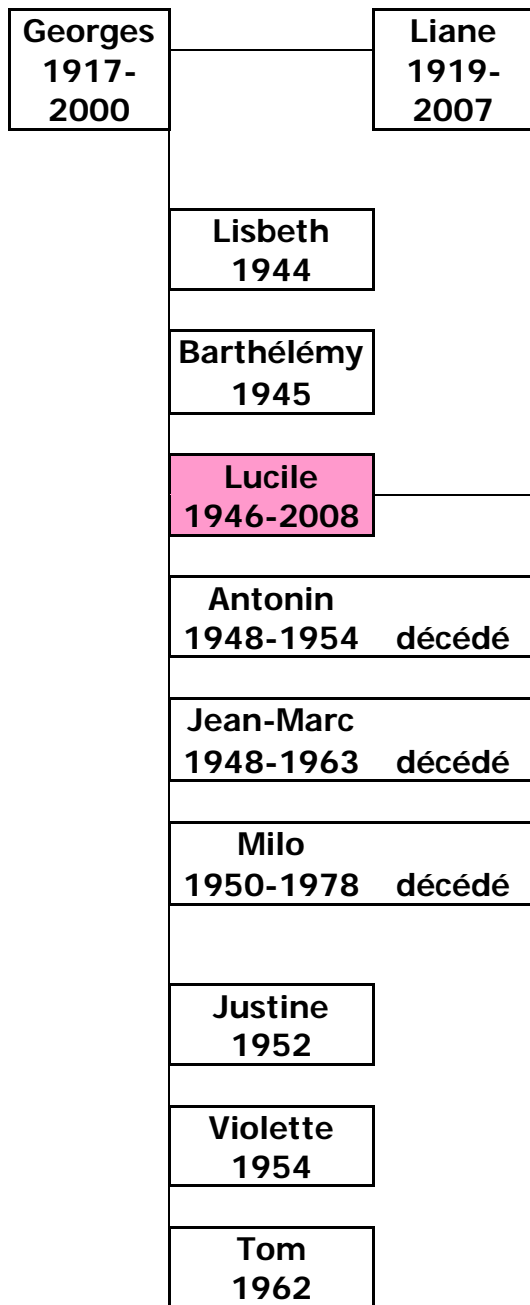 Georges
1917-
2000
Liane
1919-
2007
Lisbeth
1944
Barthélémy
1945
Lucile
1946-2008
Antonin
1948-1954 décédé
Jean-Marc
1948-1963 décédé
Milo
1950-1978 décédé
Justine
1952
Violette
1954
Tom
1962